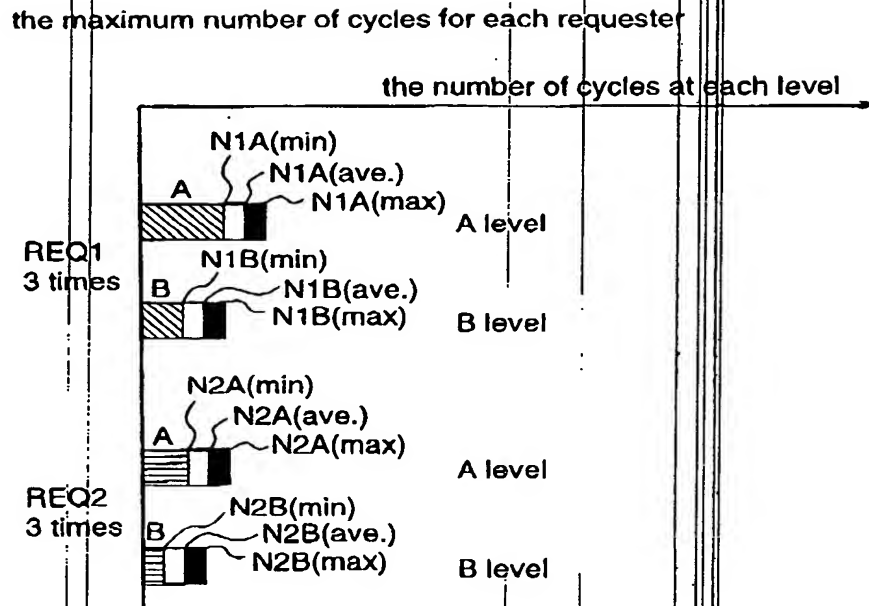 the maximum number of cycles for each requester
the number of cycles at each level
N1A(min)
N1A(ave.)
A
N1A(max)
A level
REQ1
3 times
N1B(min)
B
N1B(ave.)
N1B(max)
B level
N2A(min)
N2A(ave.)
A
N2A(max)
A level
REQ2
3 times
N2B(min)
B
N2B(ave.)
N2B(max)
B level